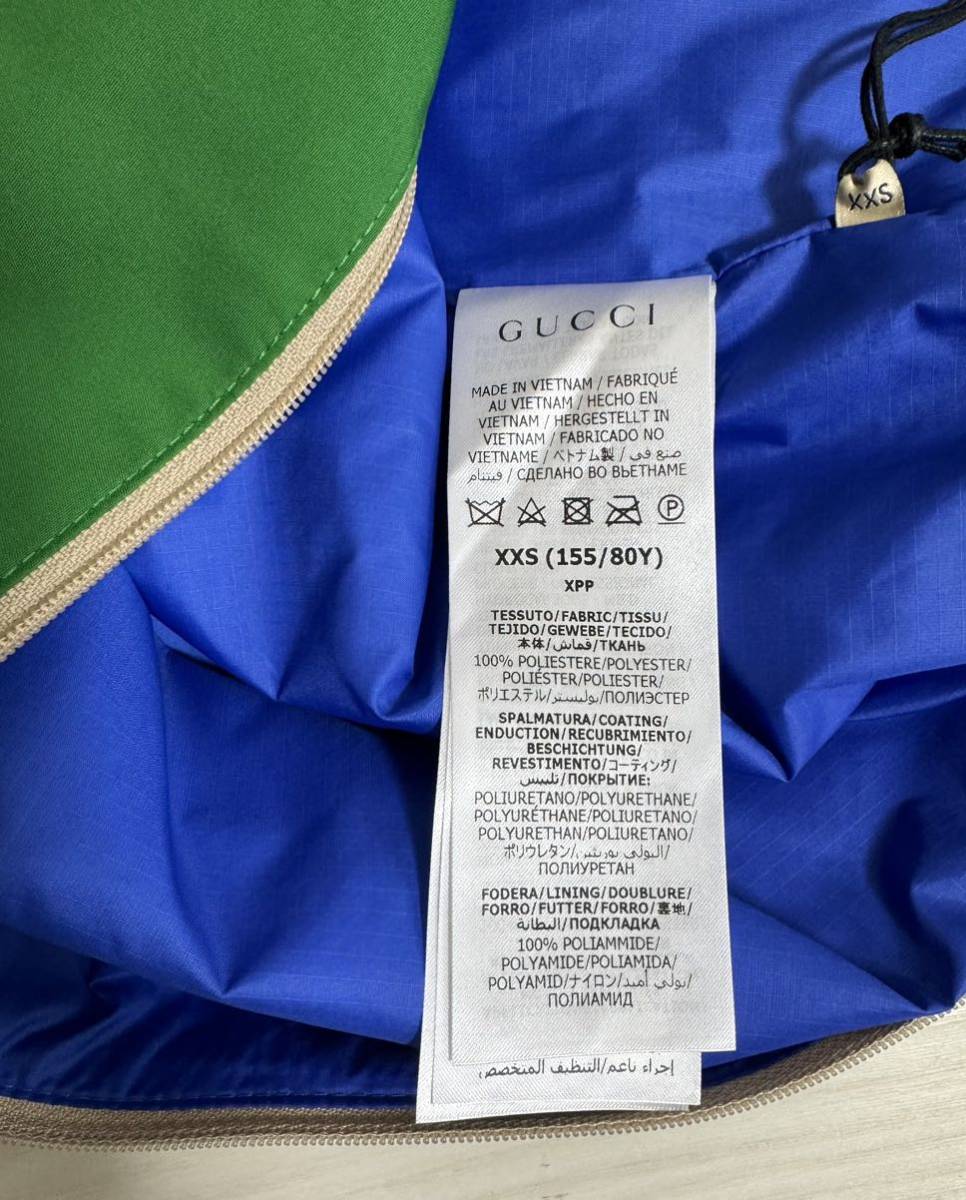 XXS
GUCCI
MADE IN VIETNAM / FABRIQUÉ
AU VIETNAM / HECHO EN
VIETNAM / HERGESTELLT IN
VIETNAM / FABRICADO NO
VIETNAME / ベトナム製 / صنع في
فيتنام / СДЕЛАНО ВО ВЬЕТНАМЕ
P
XXS (155/80Y)
XPP
TESSUTO/FABRIC/TISSU/
TEJIDO/GEWEBE/TECIDO/
本体/قماش/ТКАНЬ
100% POLIESTERE/POLYESTER/
POLIÉSTER/POLIESTER/
ポリエステル/بوليستر/ПОЛИЭСТЕР
SPALMATURA/COATING/
ENDUCTION/RECUBRIMIENTO/
BESCHICHTUNG/
REVESTIMENTO/コーティング/
تلبيس/ПОКРЫТИЕ:
POLIURETANO/POLYURETHANE/
POLYURÉTHANE/POLIURETANO/
POLYURETHAN/POLIURETANO/
ポリウレタン/البولي يوريثين/
ПОЛИУРЕТАН
FODERA/LINING/DOUBLURE/
FORRO/FUTTER/FORRO/裏地/
البطانة/ПОДКЛАДКА
100% POLIAMMIDE/
POLYAMIDE/POLIAMIDA/
POLYAMID/ナイロン/بولي أميد/
ПОЛИАМИД
إجراء ناعم/التنظيف المتخصص